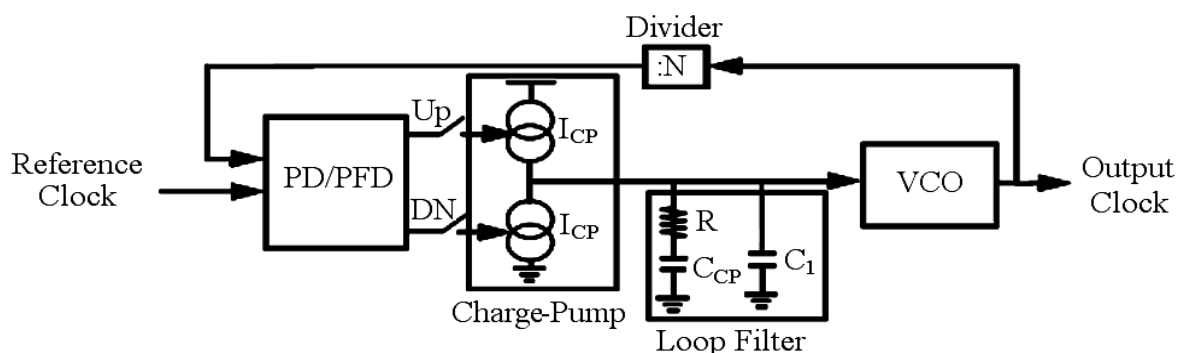 Divider
:N
Up
I_CP
Reference
Clock
PD/PFD
VCO
Output
Clock
DN
I_CP
R
C_CP
C_1
Charge-Pump
Loop Filter